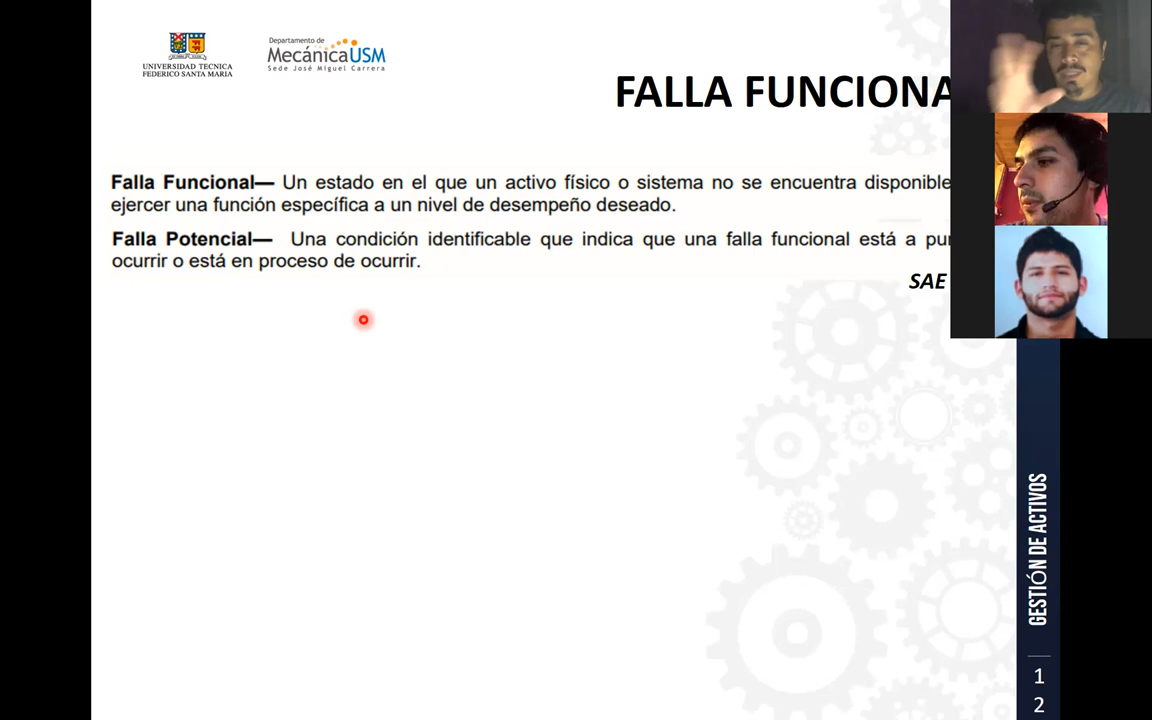 UNIVERSIDAD TECNICA
FEDERICO SANTA MARIA
Departamento de
MecánicaUSM
Sede José Miguel Carrera
FALLA FUNCIONA
Falla Funcional— Un estado en el que un activo físico o sistema no se encuentra disponible
ejercer una función específica a un nivel de desempeño deseado.
Falla Potencial— Una condición identificable que indica que una falla funcional está a pun
ocurrir o está en proceso de ocurrir.
SAE
GESTIÓN DE ACTIVOS
1
2